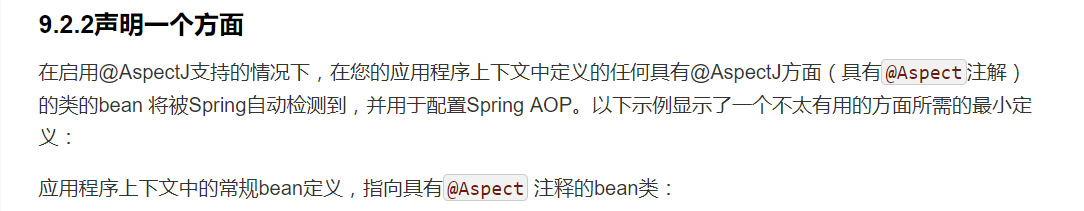 9.2.2声明一个方面
在启用@AspectJ支持的情况下，在您的应用程序上下文中定义的任何具有@AspectJ方面（具有@Aspect注解）
的类的bean 将被Spring自动检测到，并用于配置Spring AOP。以下示例显示了一个不太有用的方面所需的最小定
义：
应用程序上下文中的常规bean定义，指向具有@Aspect 注释的bean类：